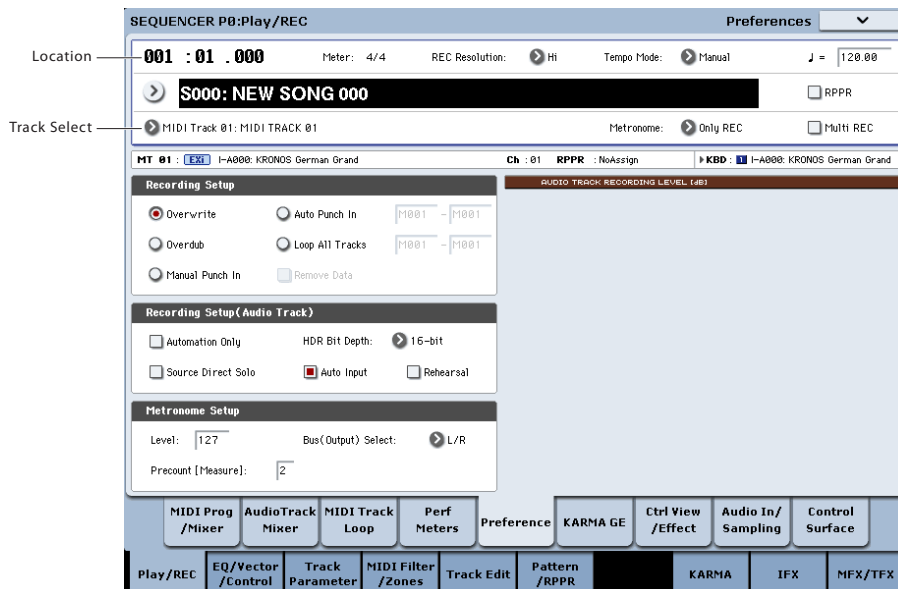 SEQUENCER P0:Play/REC Preferences
Location
001 :01 .000 Meter: 4/4 REC Resolution: Hi Tempo Mode: Manual ♩ = 120.00
S000: NEW SONG 000 RPPR
Track Select
MIDI Track 01: MIDI TRACK 01 Metronome: Only REC Multi REC
MT 01 : EXi I-A000: KRONOS German Grand Ch :01 RPPR :NoAssign KBD : 1 I-A000: KRONOS German Grand
Recording Setup
AUDIO TRACK RECORDING LEVEL [dB]
Overwrite Auto Punch In M001 - M001
Overdub Loop All Tracks M001 - M001
Manual Punch In Remove Data
Recording Setup(Audio Track)
Automation Only HDR Bit Depth: 16-bit
Source Direct Solo Auto Input Rehearsal
Metronome Setup
Level: 127 Bus(Output) Select: L/R
Precount [Measure]: 2
MIDI Prog /Mixer
AudioTrack Mixer
MIDI Track Loop
Perf Meters
Preference
KARMA GE
Ctrl View /Effect
Audio In/ Sampling
Control Surface
Play/REC
EQ/Vector /Control
Track Parameter
MIDI Filter /Zones
Track Edit
Pattern /RPPR
KARMA
IFX
MFX/TFX